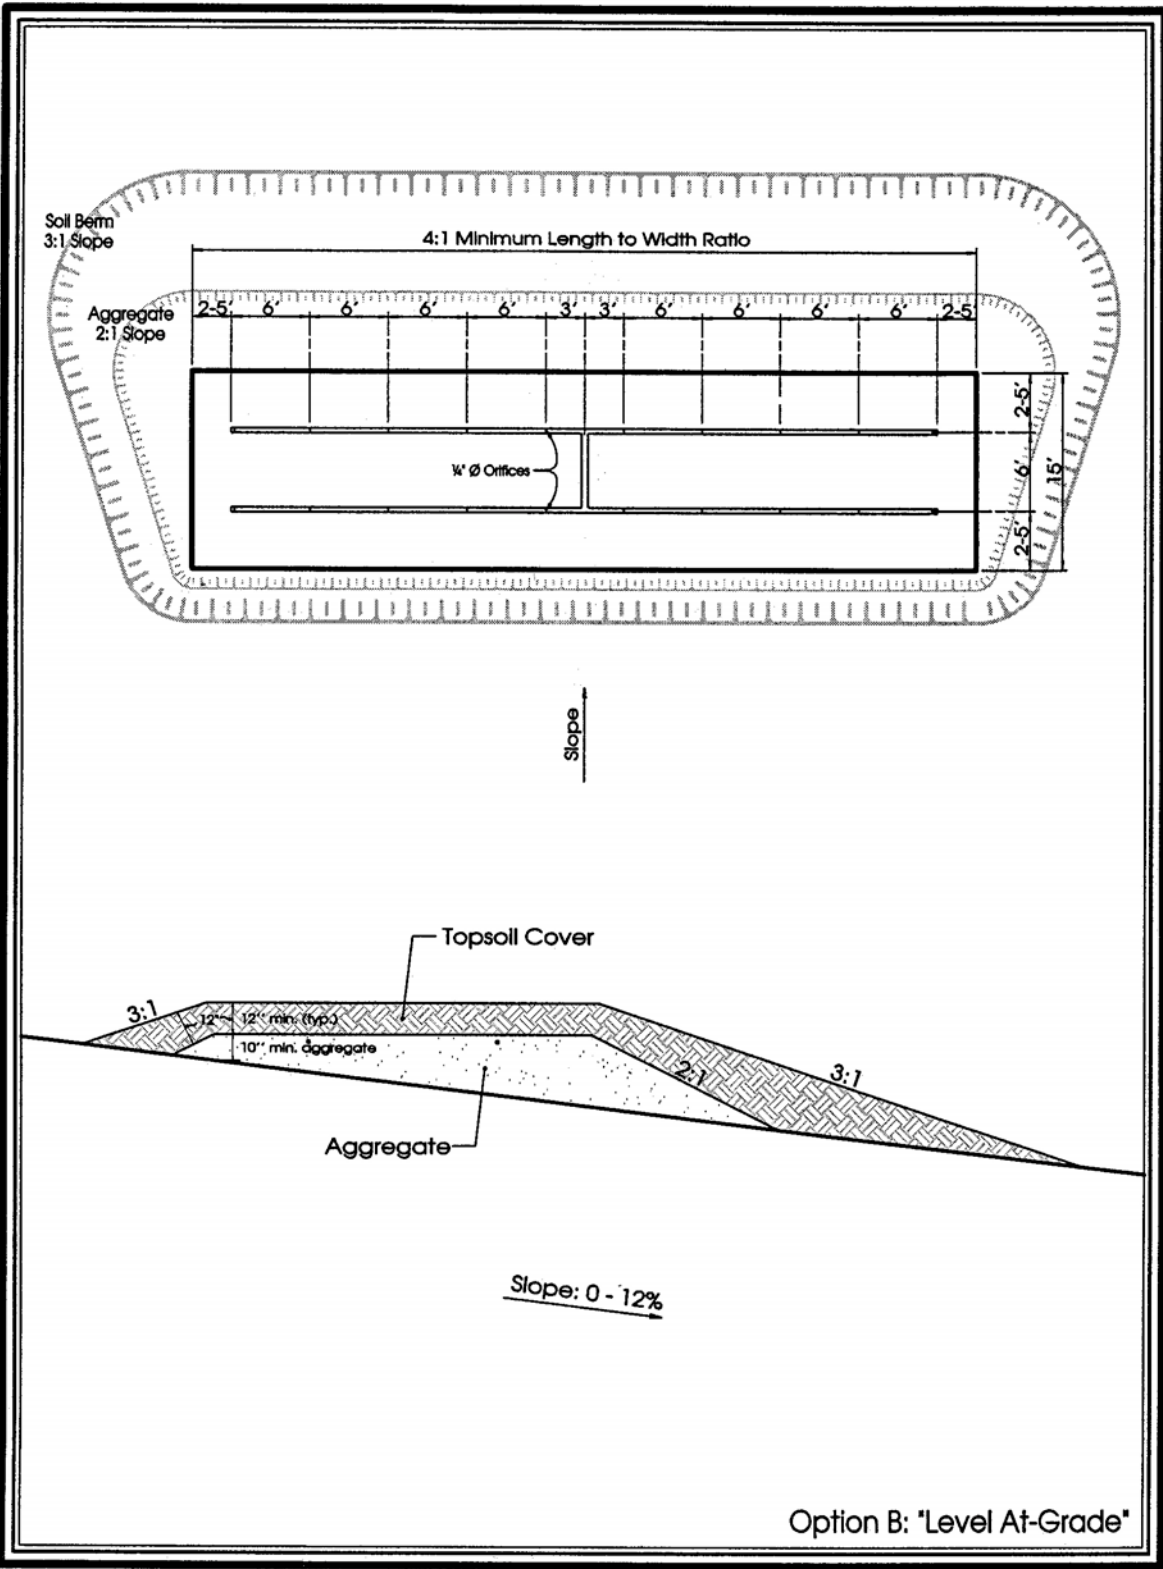 Soil Berm
3:1 Slope
4:1 Minimum Length to Width Ratio
Aggregate
2:1 Slope
2-5' 6' 6' 6' 6' 3' 3' 6' 6' 6' 6' 2-5'
2-5'
6'
15'
2-5'
¼" Ø Orifices
Slope
Topsoil Cover
3:1
12" 12" min. (typ.)
10" min. aggregate
2:1
3:1
Aggregate
Slope: 0 - 12%
Option B: "Level At-Grade"